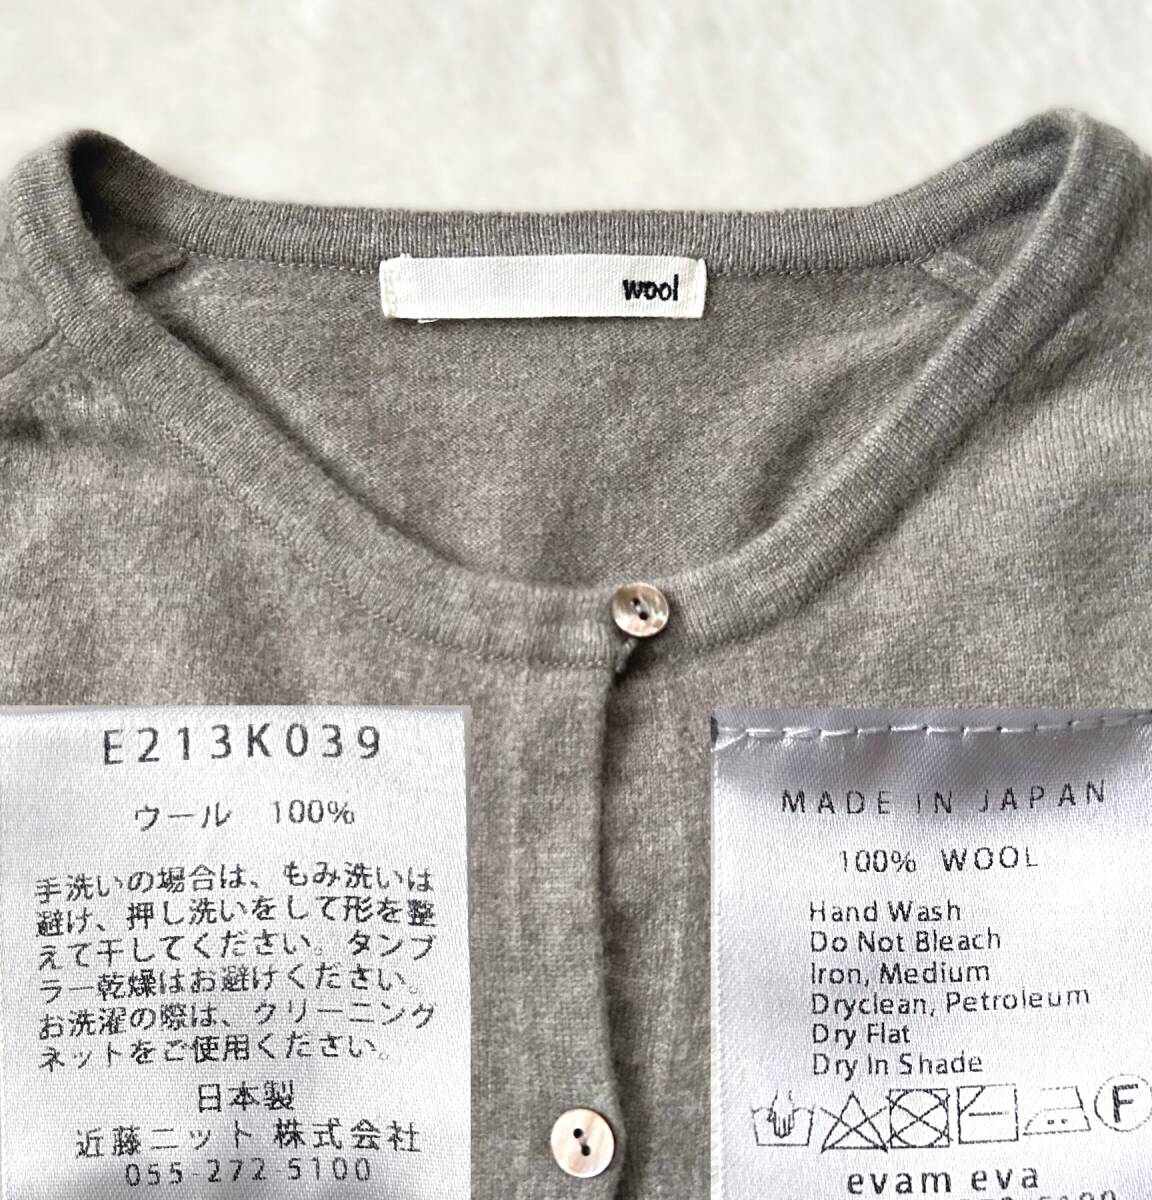 wool
E213K039
ウール 100%
手洗いの場合は、もみ洗いは
避け、押し洗いをして形を整
えて干してください。タンブ
ラー乾燥はお避けください。
お洗濯の際は、クリーニング
ネットをご使用ください。
日本製
近藤ニット 株式会社
055-272-5100
MADE IN JAPAN
100% WOOL
Hand Wash
Do Not Bleach
Iron, Medium
Dryclean, Petroleum
Dry Flat
Dry In Shade
F
evam eva